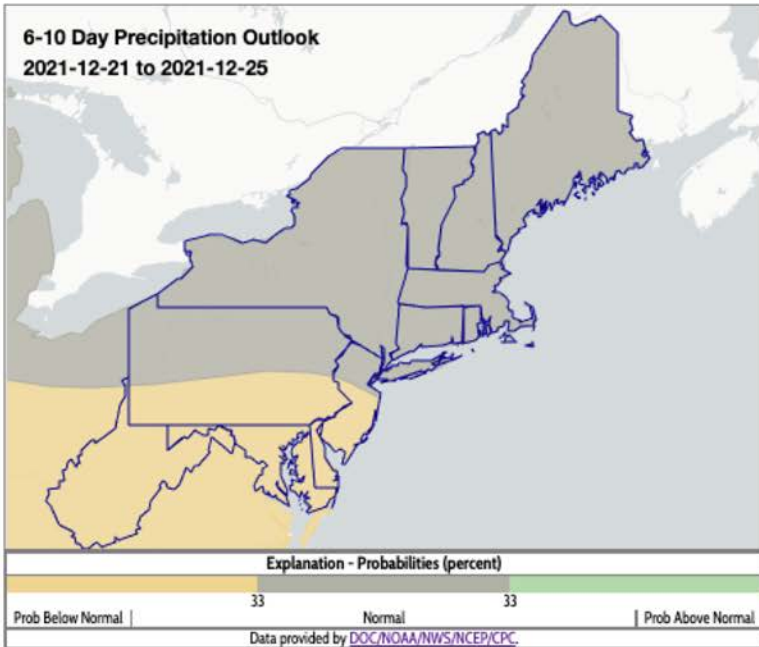 6-10 Day Precipitation Outlook
2021-12-21 to 2021-12-25
Explanation - Probabilities (percent)
33 33
Prob Below Normal | Normal | Prob Above Normal
Data provided by DOC/NOAA/NWS/NCEP/CPC.